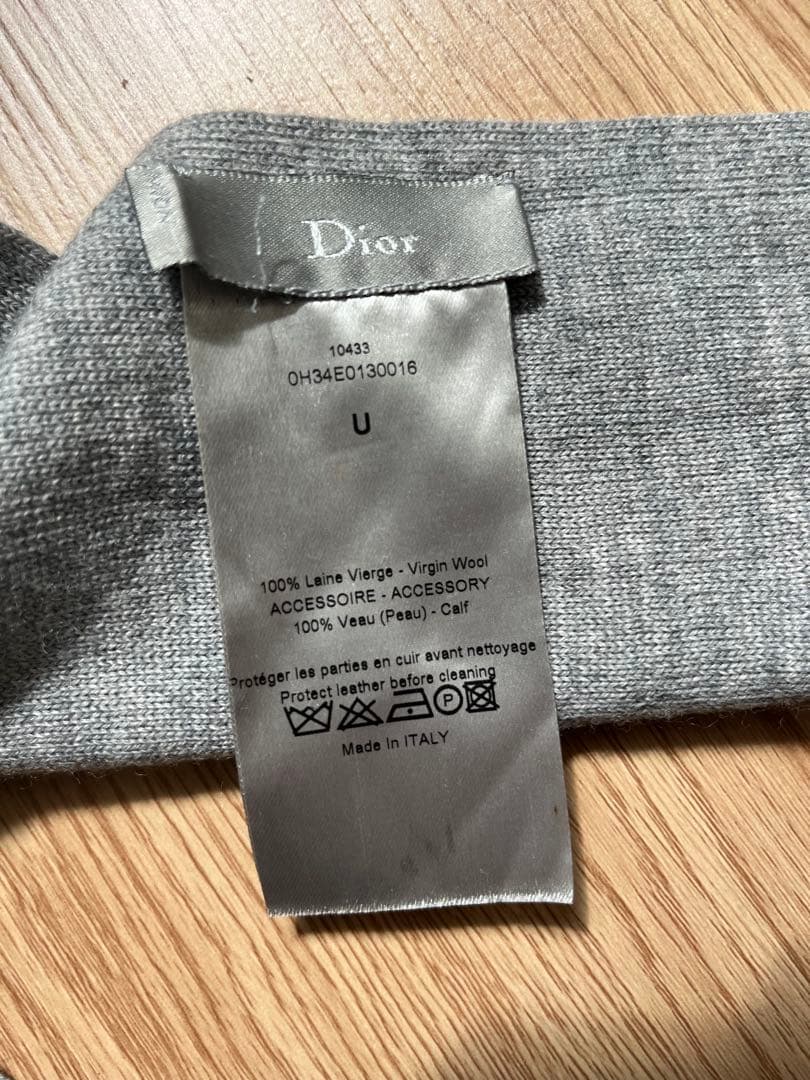 Dior
10433
0H34E0130016
U
100% Laine Vierge - Virgin Wool
ACCESSOIRE - ACCESSORY
100% Veau (Peau) - Calf
Protéger les parties en cuir avant nettoyage
Protect leather before cleaning
P
Made In ITALY